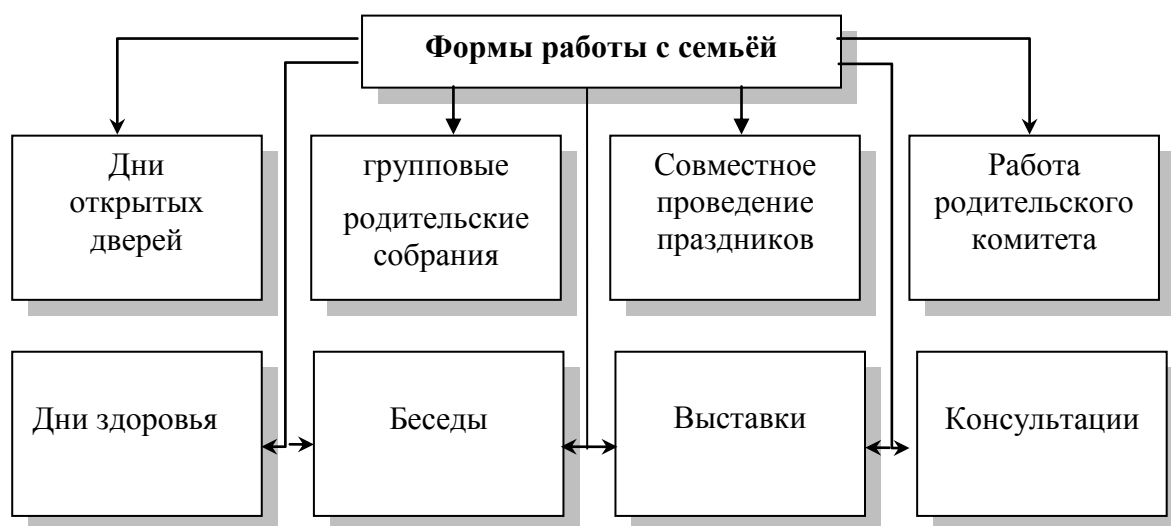 Формы работы с семьёй
Дни
открытых
дверей
групповые
родительские
собрания
Совместное
проведение
праздников
Работа
родительского
комитета
Дни здоровья
Беседы
Выставки
Консультации